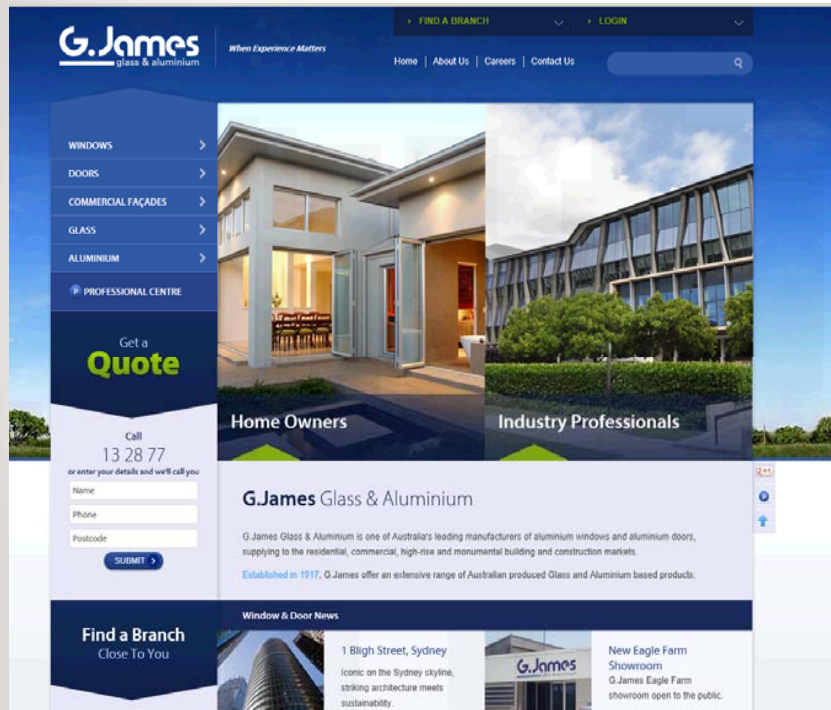 FIND A BRANCH
LOGIN
G.James
glass & aluminium
When Experience Matters
Home | About Us | Careers | Contact Us
WINDOWS
DOORS
COMMERCIAL FAÇADES
GLASS
ALUMINIUM
P PROFESSIONAL CENTRE
Get a
Quote
Call
13 28 77
or enter your details and we'll call you
Name
Phone
Postcode
SUBMIT
Find a Branch
Close To You
Home Owners
Industry Professionals
G.James Glass & Aluminium
G.James Glass & Aluminium is one of Australia's leading manufacturers of aluminium windows and aluminium doors,
supplying to the residential, commercial, high-rise and monumental building and construction markets.
Established in 1917, G.James offer an extensive range of Australian produced Glass and Aluminium based products.
Window & Door News
1 Bligh Street, Sydney
Iconic on the Sydney skyline,
striking architecture meets
sustainability.
G.James
New Eagle Farm
Showroom
G.James Eagle Farm
showroom open to the public.
+1
P